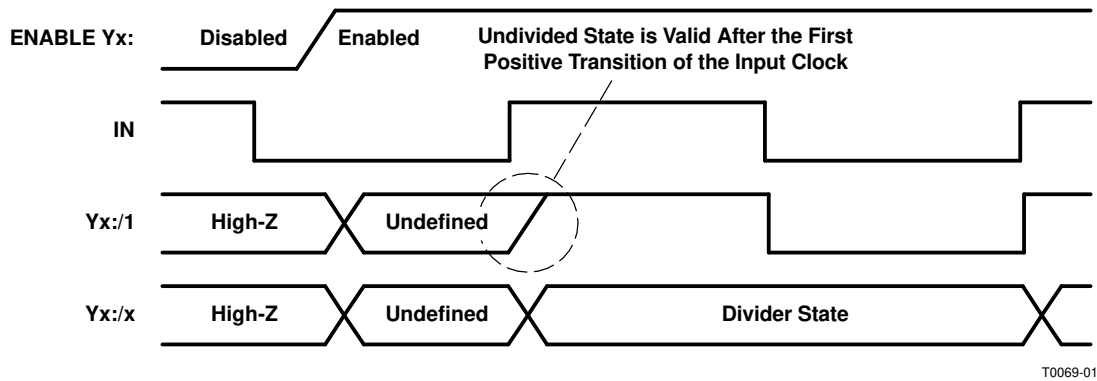 ENABLE Yx:
Disabled
Enabled
Undivided State is Valid After the First
Positive Transition of the Input Clock
IN
Yx:/1
High-Z
Undefined
Yx:/x
High-Z
Undefined
Divider State
T0069-01